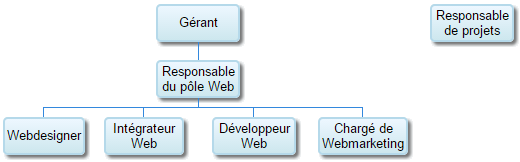 Gérant
Responsable
de projets
Responsable
du pôle Web
Webdesigner
Intégrateur
Web
Développeur
Web
Chargé de
Webmarketing